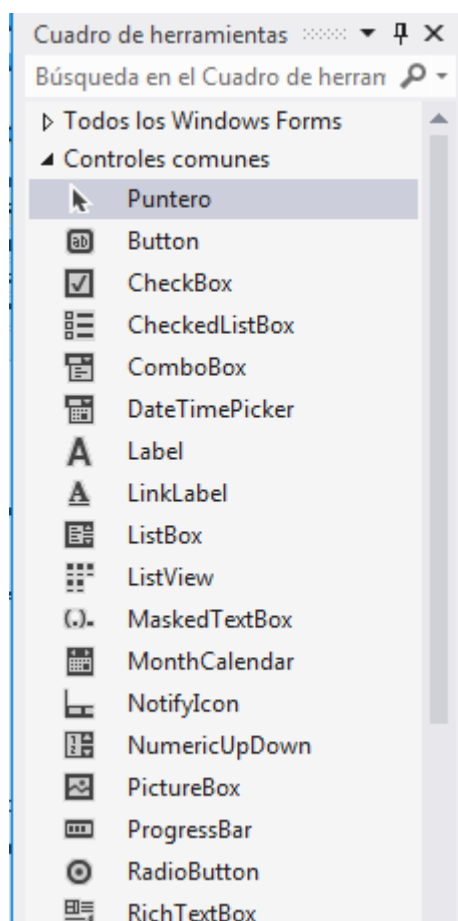 Cuadro de herramientas
Búsqueda en el Cuadro de herran
Todos los Windows Forms
Controles comunes
Puntero
Button
CheckBox
CheckedListBox
ComboBox
DateTimePicker
Label
LinkLabel
ListBox
ListView
MaskedTextBox
MonthCalendar
NotifyIcon
NumericUpDown
PictureBox
ProgressBar
RadioButton
RichTextBox